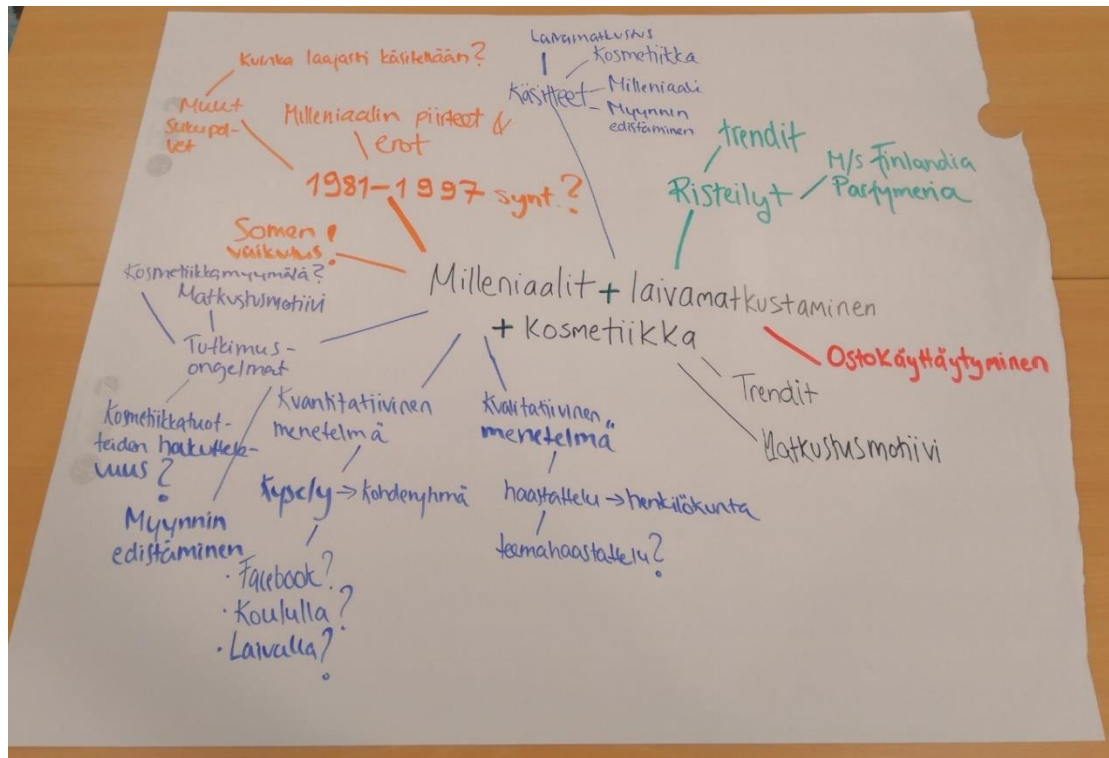 Laivamatkustus
Kosmetiikka
Käsitteet
Milleniaali
Myynnin
edistäminen
Kuinka laajasti käsitellään?
Muut
sukupol-
vet
Milleniaalin piirteet &
erot
1981-1997 synt.?
trendit
Risteilyt
M/s Finlandia
Partymeria
Somen
vaikutus!
Kosmetiikkamyymälä?
Matkustusmotiivi
Tutkimus-
ongelmat
Milleniaalit + laivamatkustaminen
+ kosmetiikka
Ostokäyttäytyminen
Trendit
Matkustusmotiivi
Kosmetiikkatuot-
teiden houkuttele-
vuus?
Myynnin
edistäminen
Kvantitatiivinen
menetelmä
Kysely → kohderyhmä
· Facebook?
· Koululla?
· Laivalla?
Kvalitatiivinen
menetelmä
haastattelu → henkilökunta
teemahaastattelu?